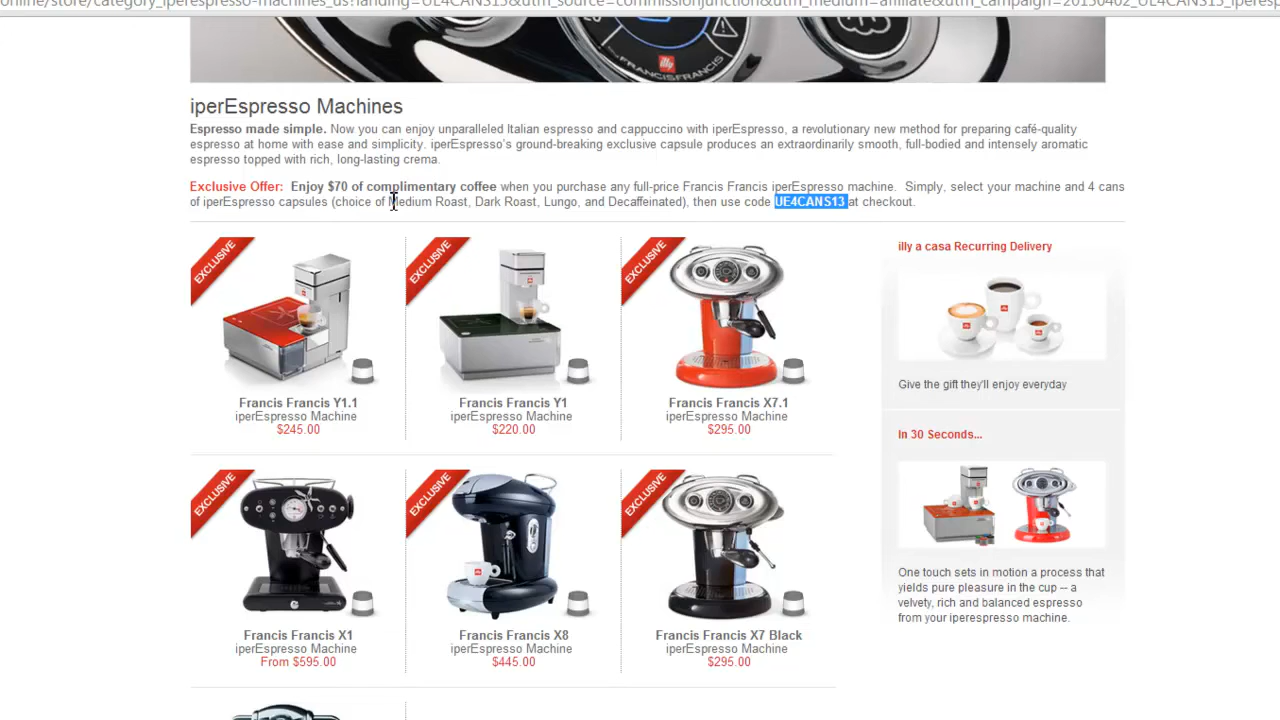 online/store/category_iperespresso-machines_us?landing=UE4CANS13&utm_source=commissionjunction&utm_medium=affiliate&utm_campaign=20130402_UE4CANS13_iperesp
illy
FRANCISFRANCIS!
iperEspresso Machines
Espresso made simple. Now you can enjoy unparalleled Italian espresso and cappuccino with iperEspresso, a revolutionary new method for preparing café-quality
espresso at home with ease and simplicity. iperEspresso's ground-breaking exclusive capsule produces an extraordinarily smooth, full-bodied and intensely aromatic
espresso topped with rich, long-lasting crema.
Exclusive Offer: Enjoy $70 of complimentary coffee when you purchase any full-price Francis Francis iperEspresso machine. Simply, select your machine and 4 cans
of iperEspresso capsules (choice of Medium Roast, Dark Roast, Lungo, and Decaffeinated), then use code UE4CANS13 at checkout.
EXCLUSIVE
EXCLUSIVE
EXCLUSIVE
Francis Francis Y1.1
iperEspresso Machine
$245.00
Francis Francis Y1
iperEspresso Machine
$220.00
Francis Francis X7.1
iperEspresso Machine
$295.00
EXCLUSIVE
EXCLUSIVE
EXCLUSIVE
Francis Francis X1
iperEspresso Machine
From $595.00
Francis Francis X8
iperEspresso Machine
$445.00
Francis Francis X7 Black
iperEspresso Machine
$295.00
illy a casa Recurring Delivery
Give the gift they'll enjoy everyday
In 30 Seconds...
One touch sets in motion a process that
yields pure pleasure in the cup -- a
velvety, rich and balanced espresso
from your iperespresso machine.